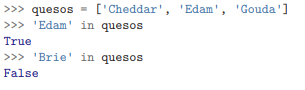 >>> quesos = ['Cheddar', 'Edam', 'Gouda']
>>> 'Edam' in quesos
True
>>> 'Brie' in quesos
False